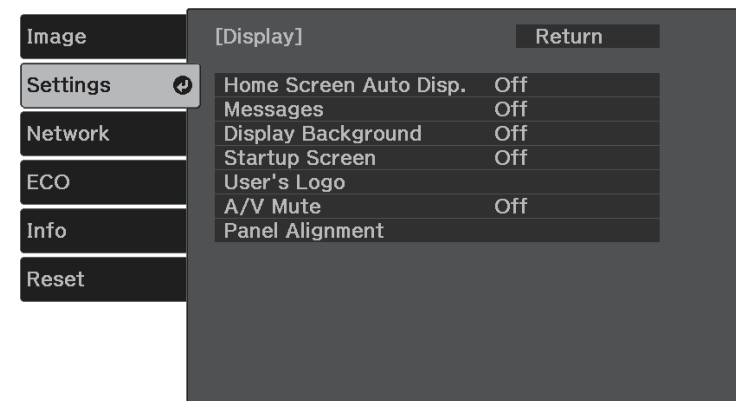 Image
Settings
Network
ECO
Info
Reset
[Display]
Return
Home Screen Auto Disp. Off
Messages Off
Display Background Off
Startup Screen Off
User's Logo
A/V Mute Off
Panel Alignment